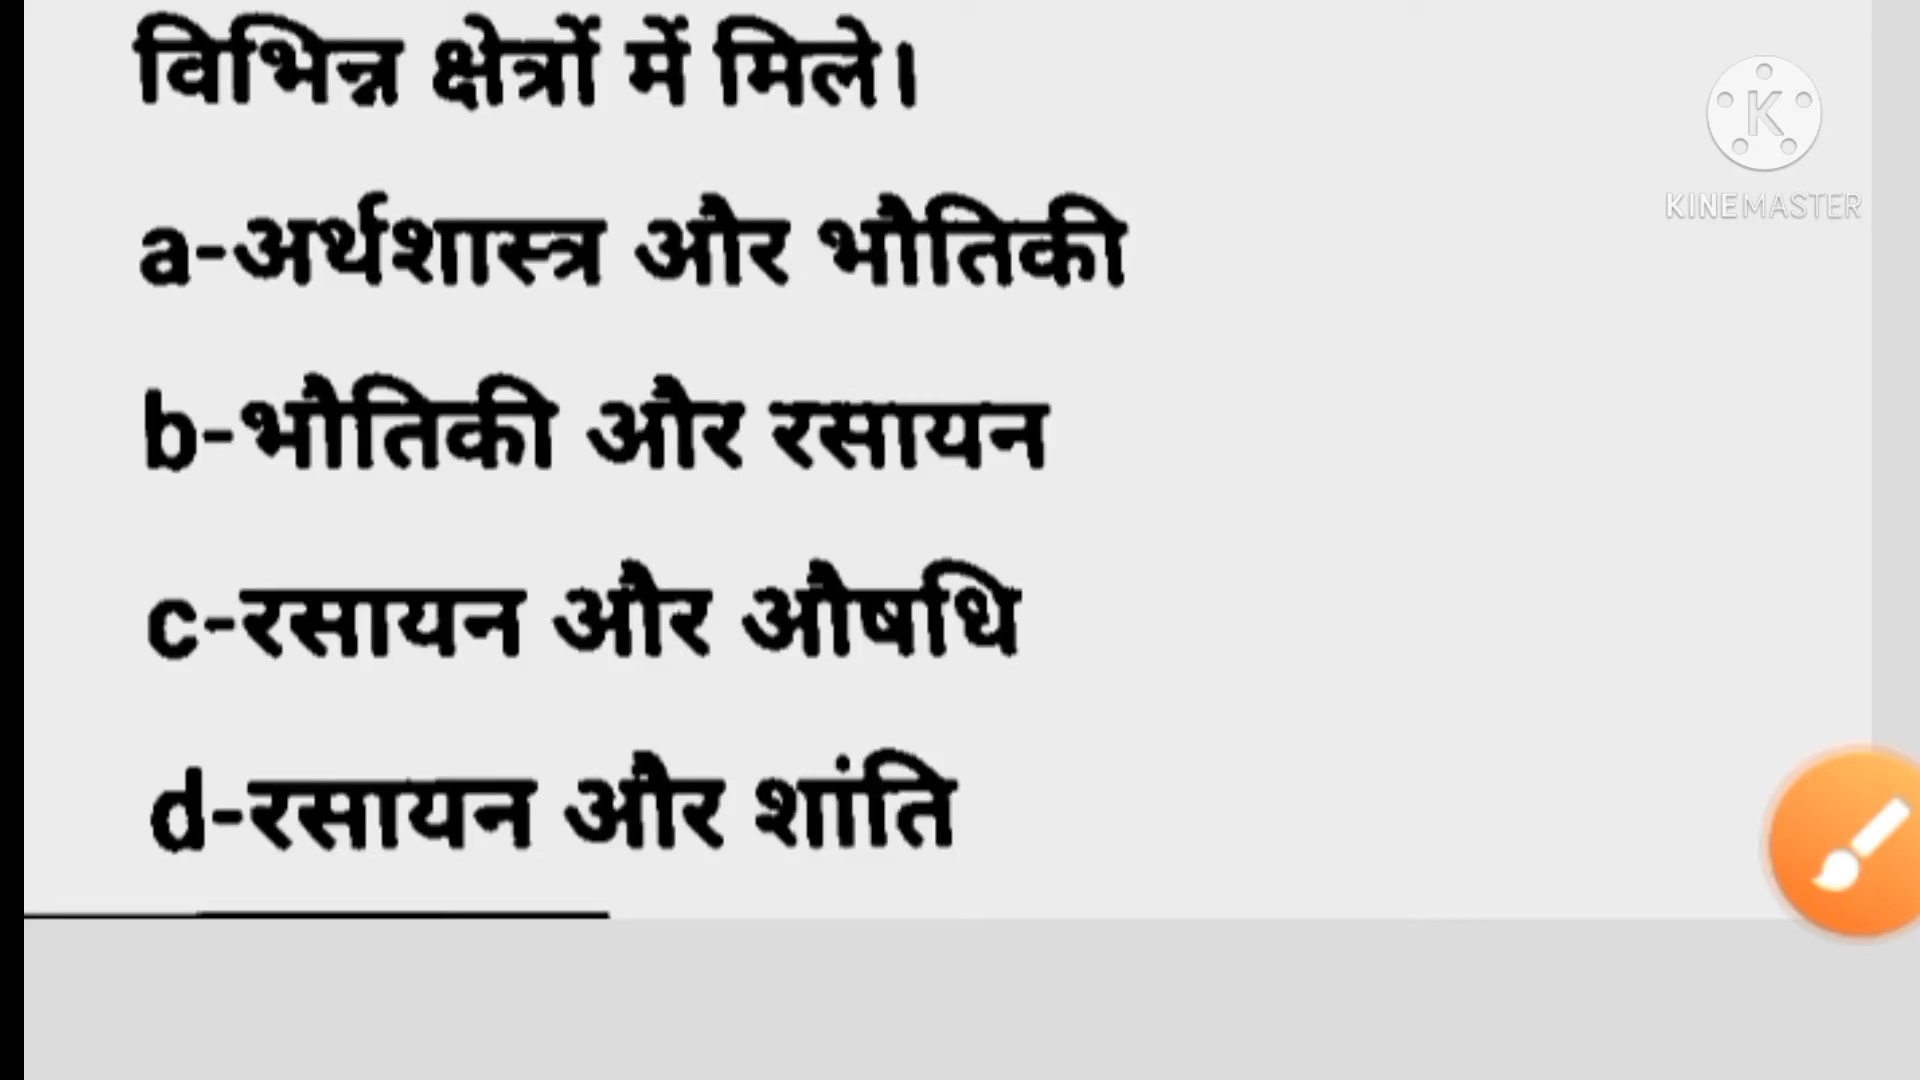 विभिन्न क्षेत्रों में मिले।
K
KINEMASTER
a-अर्थशास्त्र और भौतिकी
b-भौतिकी और रसायन
c-रसायन और औषधि
d-रसायन और शांति